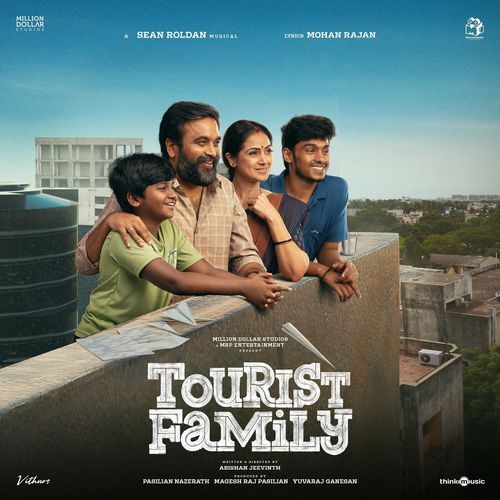 MILLION
DOLLAR
STUDIOS
A SEAN ROLDAN MUSICAL
LYRICS MOHAN RAJAN
MILLION DOLLAR STUDIOS
& MRP ENTERTAINMENT
PRESENT
TOURIST
FAMILY
WRITTEN & DIRECTED BY
ABISHAN JEEVINTH
PRODUCED BY
PASILIAN NAZERATH MAGESH RAJ PASILIAN YUVARAJ GANESAN
Vithurs
think music